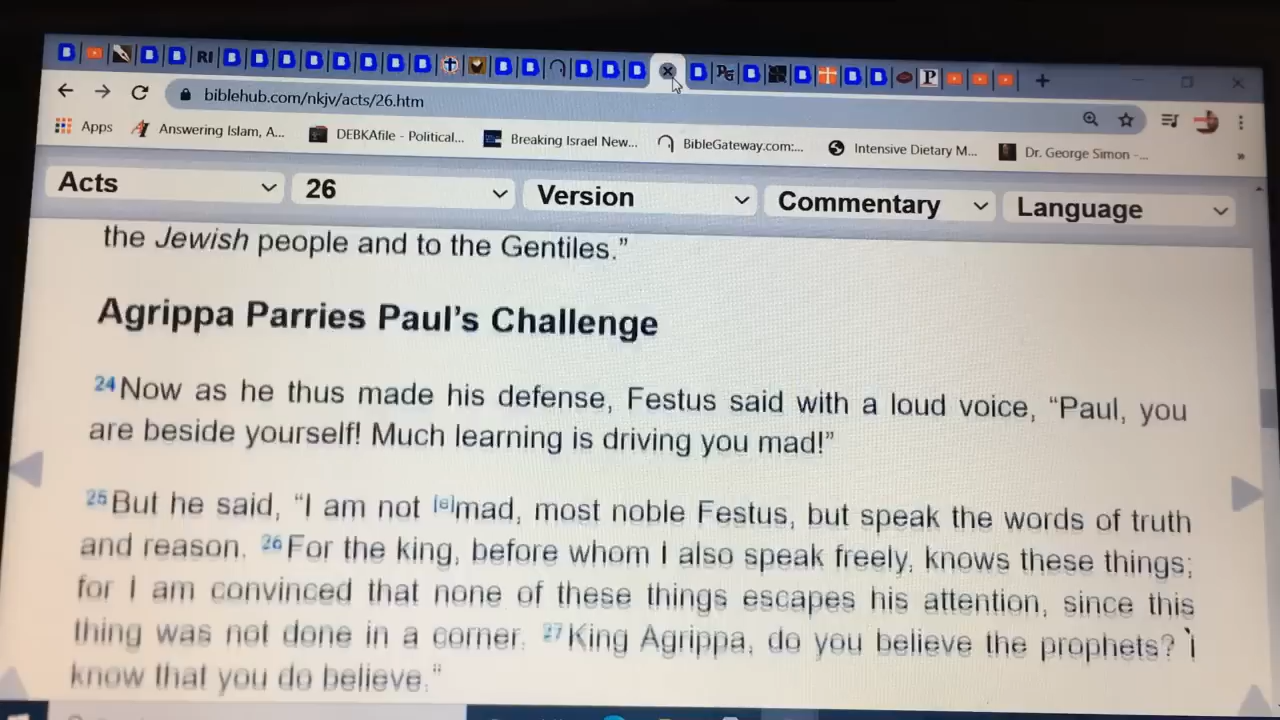 RI
PG
P
biblehub.com/nkjv/acts/26.htm
Apps
Answering Islam, A...
DEBKAfile - Political...
Breaking Israel New...
BibleGateway.com:...
Intensive Dietary M...
Dr. George Simon -...
»
Acts
26
Version
Commentary
Language
the Jewish people and to the Gentiles.”
Agrippa Parries Paul’s Challenge
24Now as he thus made his defense, Festus said with a loud voice, “Paul, you
are beside yourself! Much learning is driving you mad!”
25But he said, “I am not [e]mad, most noble Festus, but speak the words of truth
and reason. 26For the king, before whom I also speak freely, knows these things;
for I am convinced that none of these things escapes his attention, since this
thing was not done in a corner. 27King Agrippa, do you believe the prophets? I
know that you do believe.”